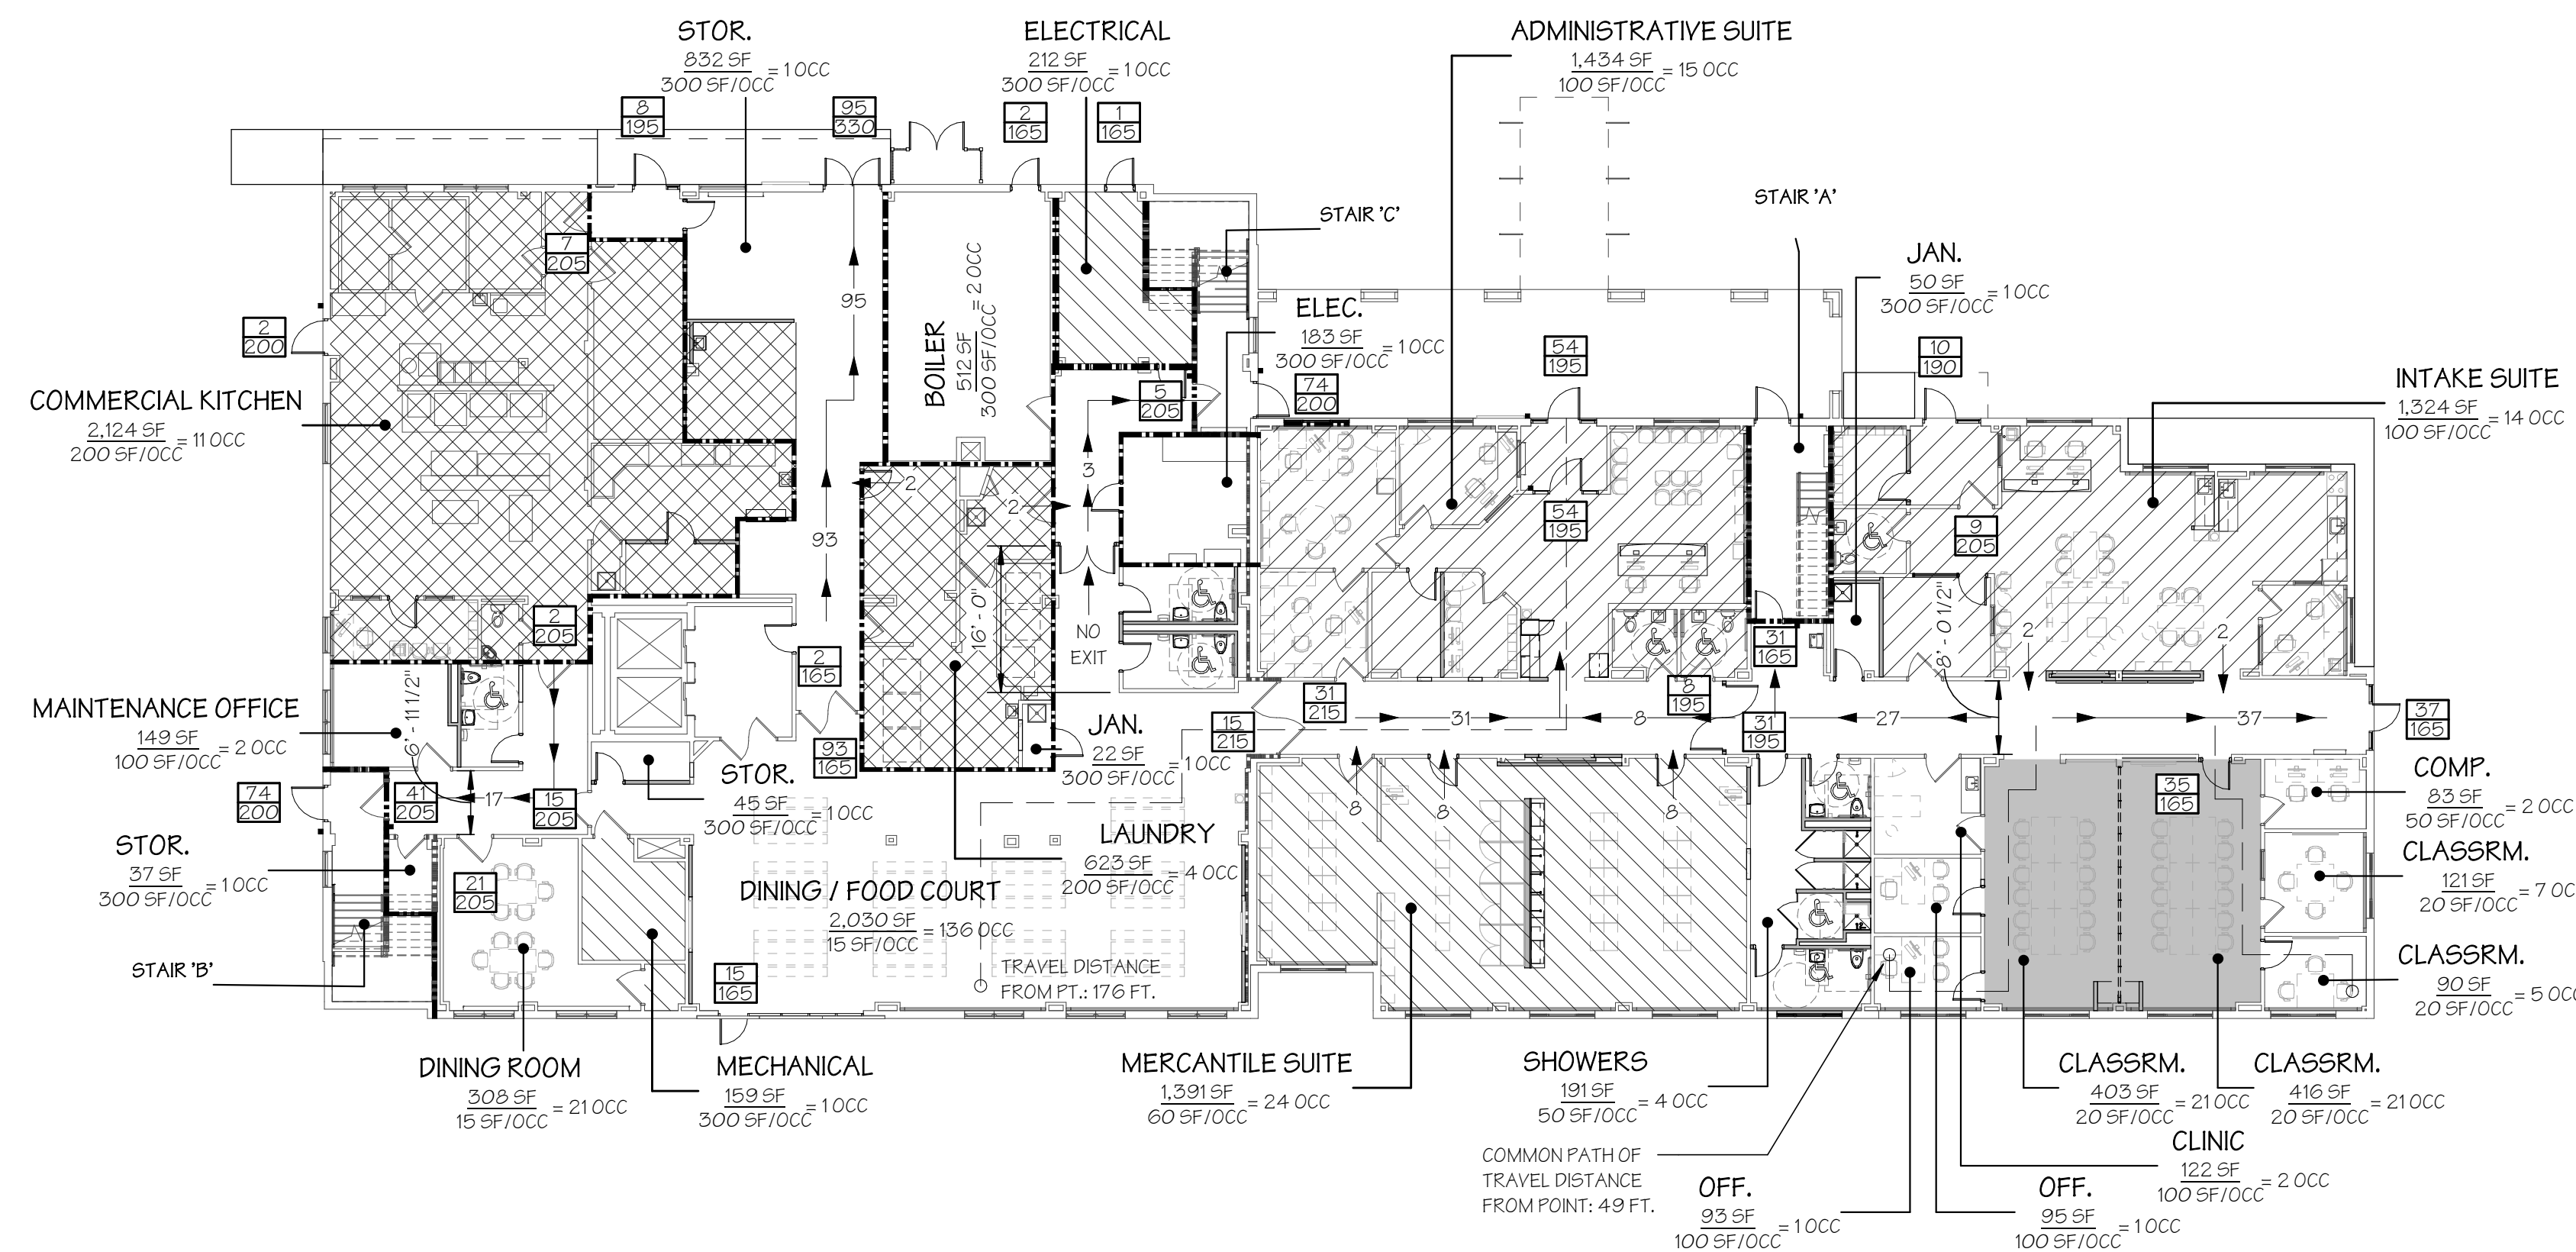 STOR.
832 SF
300 SF/OCC = 1 OCC
ELECTRICAL
212 SF
300 SF/OCC = 1 OCC
ADMINISTRATIVE SUITE
1,434 SF
100 SF/OCC = 15 OCC
8
195
95
330
2
165
1
165
STAIR 'C'
STAIR 'A'
JAN.
50 SF
300 SF/OCC = 1 OCC
7
205
95
BOILER
512 SF
300 SF/OCC = 2 OCC
ELEC.
183 SF
300 SF/OCC = 1 OCC
2
200
54
195
10
190
INTAKE SUITE
1,324 SF
100 SF/OCC = 14 OCC
COMMERCIAL KITCHEN
2,124 SF
200 SF/OCC = 11 OCC
5
205
74
200
3
2
2
93
54
195
9
205
16' - 0"
8' - 0 1/2"
NO
EXIT
2
205
2
165
31
165
2
2
MAINTENANCE OFFICE
149 SF
100 SF/OCC = 2 OCC
6' - 11 1/2"
31
215
8
195
15
215
31
8
31
195
27
37
37
165
JAN.
22 SF
300 SF/OCC = 1 OCC
93
165
STOR.
45 SF
300 SF/OCC = 1 OCC
74
200
41
205
17
15
205
8
8
8
35
165
COMP.
83 SF
50 SF/OCC = 2 OCC
STOR.
37 SF
300 SF/OCC = 1 OCC
LAUNDRY
623 SF
200 SF/OCC = 4 OCC
CLASSRM.
121 SF
20 SF/OCC = 7 OC
21
205
DINING / FOOD COURT
2,030 SF
15 SF/OCC = 136 OCC
CLASSRM.
90 SF
20 SF/OCC = 5 OC
STAIR 'B'
15
165
TRAVEL DISTANCE
FROM PT.: 176 FT.
DINING ROOM
308 SF
15 SF/OCC = 21 OCC
MECHANICAL
159 SF
300 SF/OCC = 1 OCC
MERCANTILE SUITE
1,391 SF
60 SF/OCC = 24 OCC
SHOWERS
191 SF
50 SF/OCC = 4 OCC
CLASSRM.
403 SF
20 SF/OCC = 21 OCC
CLASSRM.
416 SF
20 SF/OCC = 21 OCC
COMMON PATH OF
TRAVEL DISTANCE
FROM POINT: 49 FT.
CLINIC
122 SF
100 SF/OCC = 2 OCC
OFF.
93 SF
100 SF/OCC = 1 OCC
OFF.
95 SF
100 SF/OCC = 1 OCC